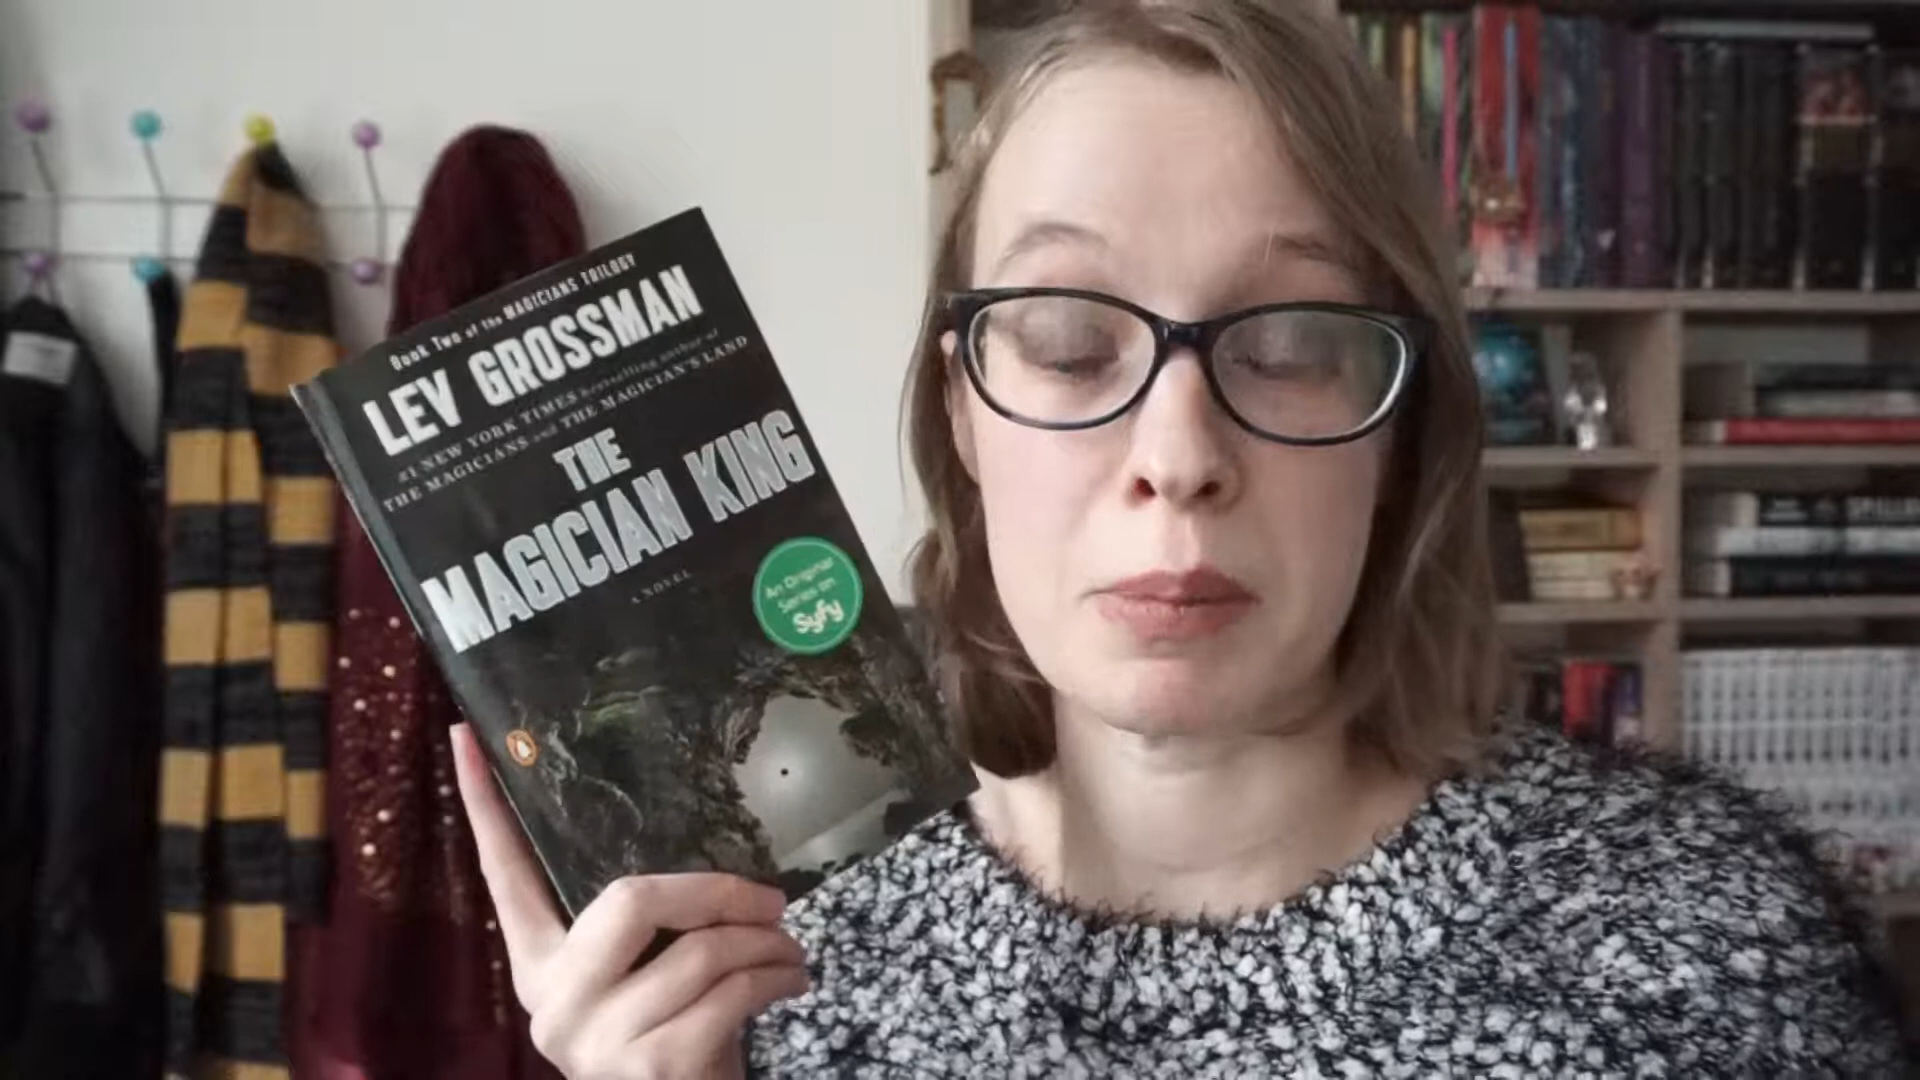 Book Two of the MAGICIANS TRILOGY
LEV GROSSMAN
#1 NEW YORK TIMES bestselling author of
THE MAGICIANS and THE MAGICIAN'S LAND
THE
MAGICIAN KING
A NOVEL
An Original
Series on
Syfy